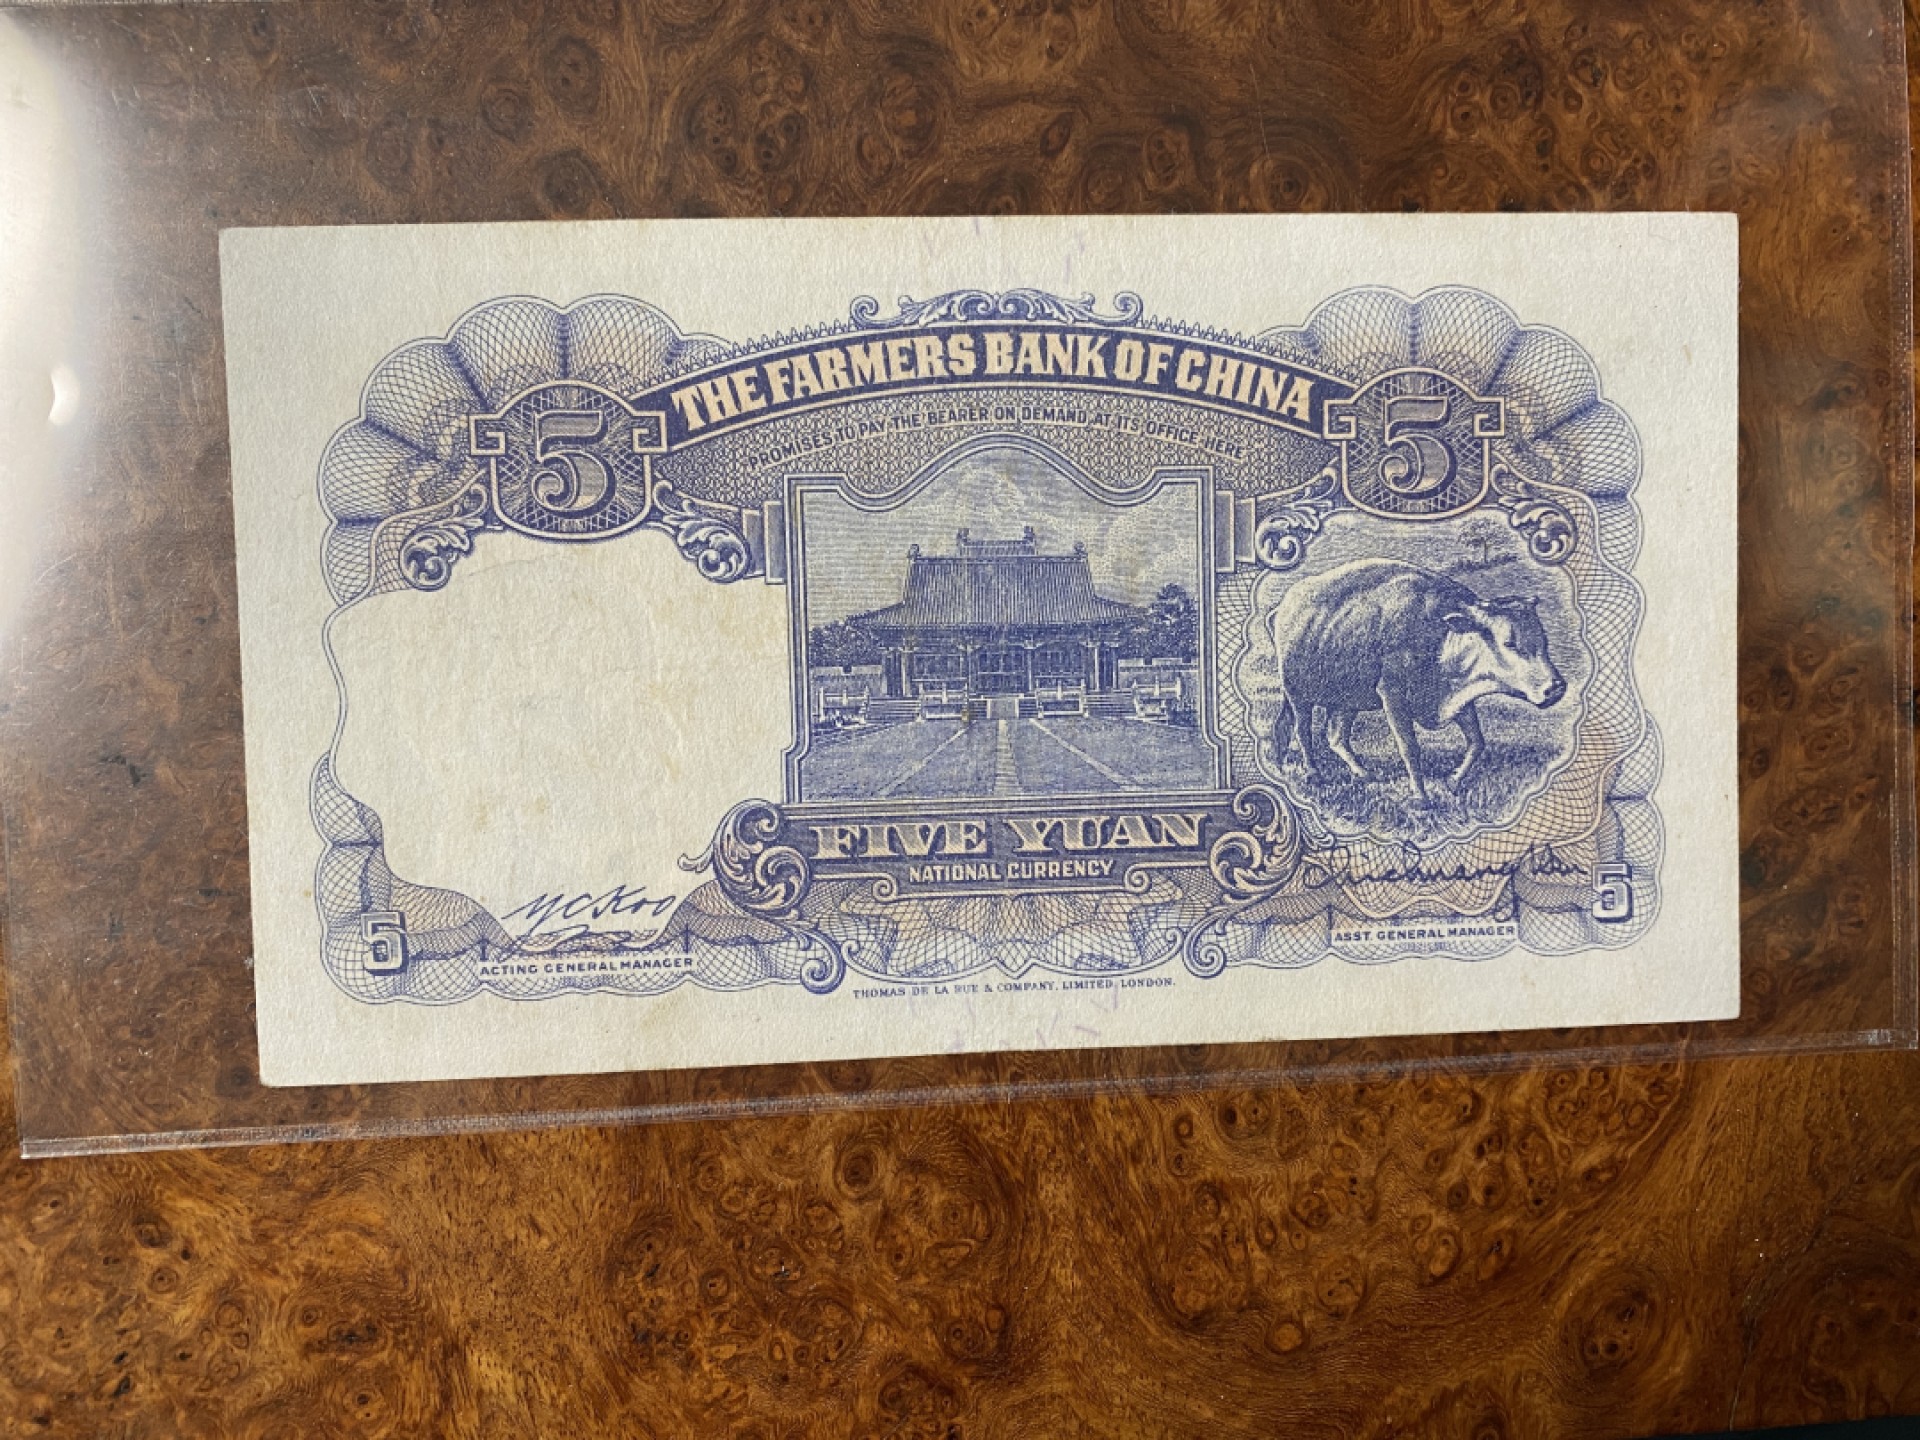 THE FARMERS BANK OF CHINA
PROMISES TO PAY THE BEARER ON DEMAND AT ITS OFFICE HERE
5 5
FIVE YUAN
NATIONAL CURRENCY
Y C Koo
5 5
ACTING GENERAL MANAGER ASST. GENERAL MANAGER
THOMAS DE LA RUE & COMPANY, LIMITED, LONDON.